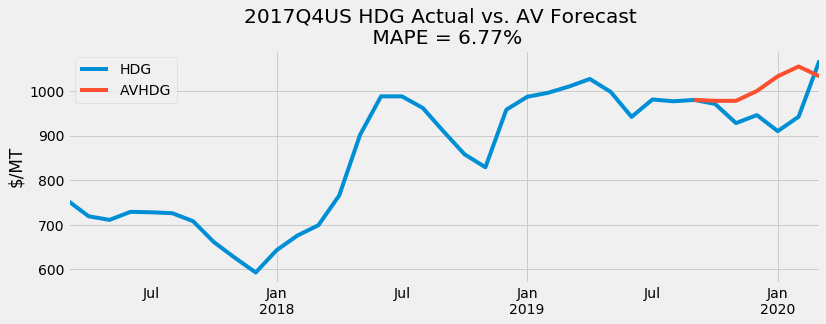 2017Q4US HDG Actual vs. AV Forecast
MAPE = 6.77%
HDG
AVHDG
$/MT
1000
900
800
700
600
Jul
Jan
2018
Jul
Jan
2019
Jul
Jan
2020